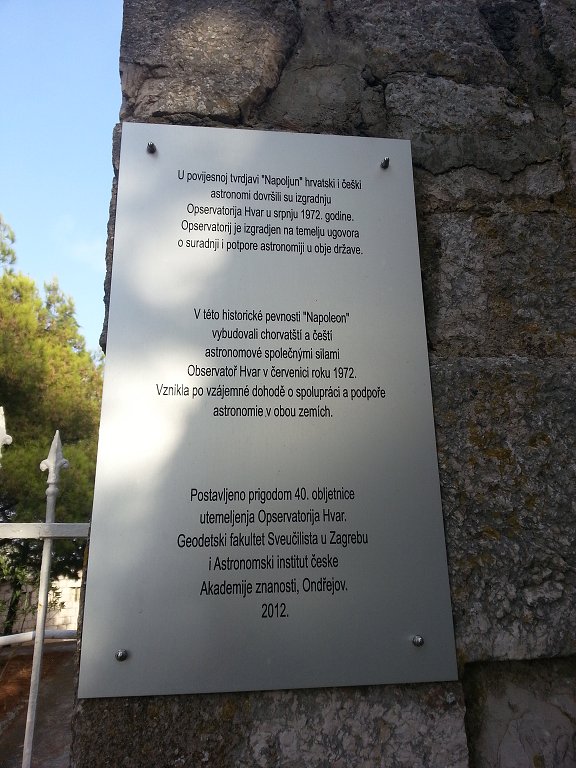 U povijesnoj tvrdjavi "Napoljun" hrvatski i češki
astronomi dovršili su izgradnju
Opservatorija Hvar u srpnju 1972. godine.
Opservatorij je izgrađen na temelju ugovora
o suradnji i potpore astronomiji u obje države.
V této historické pevnosti "Napoleon"
vybudovali chorvatští a čeští
astronomové společnými silami
Observatoř Hvar v červenici roku 1972.
Vznikla po vzájemné dohodě o spolupráci a podpoře
astronomie v obou zemích.
Postavljeno prigodom 40. obljetnice
utemeljenja Opservatorija Hvar.
Geodetski fakultet Sveučilista u Zagrebu
i Astronomski institut češke
Akademije znanosti, Ondřejov.
2012.